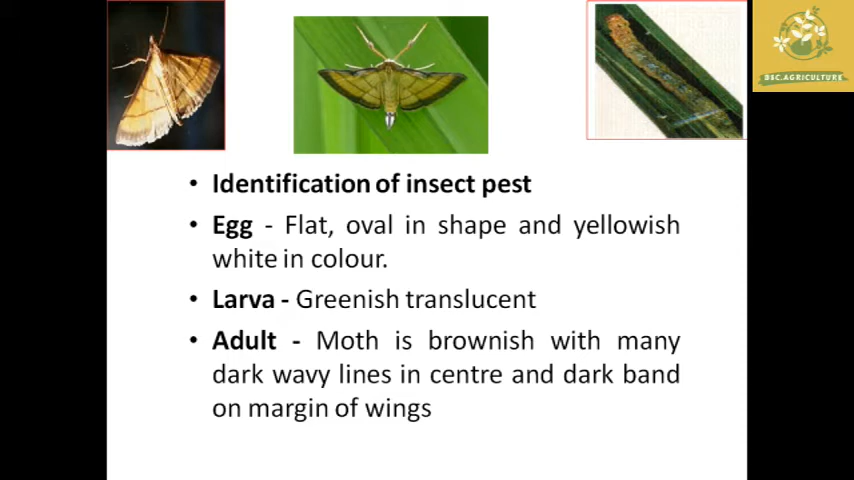 BSC.AGRICULTURE
• Identification of insect pest
• Egg - Flat, oval in shape and yellowish
white in colour.
• Larva - Greenish translucent
• Adult - Moth is brownish with many
dark wavy lines in centre and dark band
on margin of wings